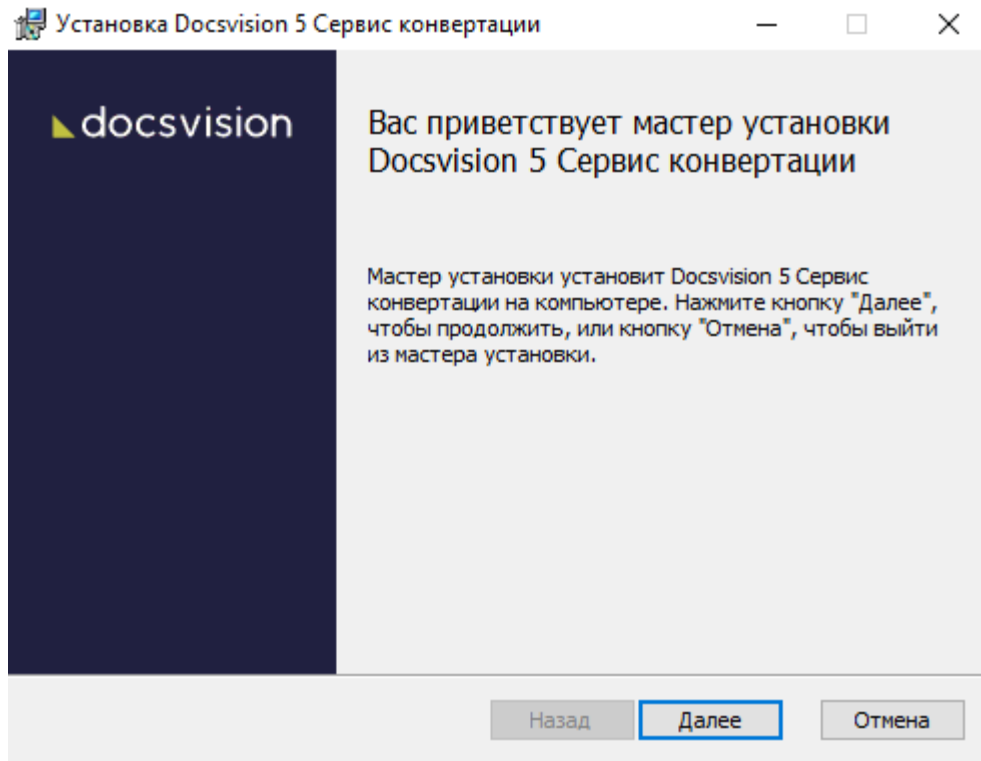 Установка Docsvision 5 Сервис конвертации
docsvision
Вас приветствует мастер установки
Docsvision 5 Сервис конвертации
Мастер установки установит Docsvision 5 Сервис
конвертации на компьютере. Нажмите кнопку "Далее",
чтобы продолжить, или кнопку "Отмена", чтобы выйти
из мастера установки.
Назад
Далее
Отмена